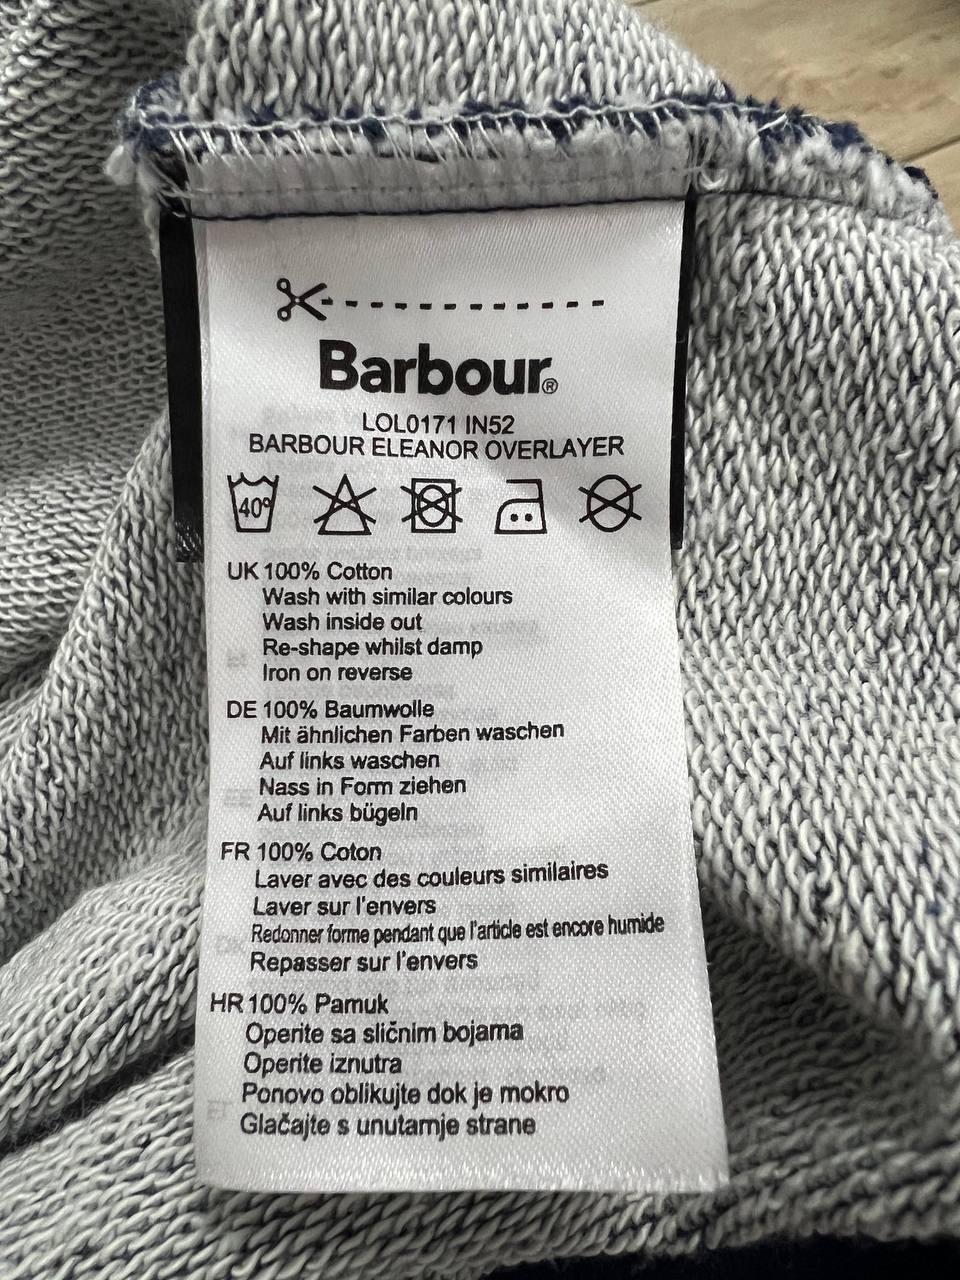 Barbour®
LOL0171 IN52
BARBOUR ELEANOR OVERLAYER
40°
UK 100% Cotton
Wash with similar colours
Wash inside out
Re-shape whilst damp
Iron on reverse
DE 100% Baumwolle
Mit ähnlichen Farben waschen
Auf links waschen
Nass in Form ziehen
Auf links bügeln
FR 100% Coton
Laver avec des couleurs similaires
Laver sur l'envers
Redonner forme pendant que l'article est encore humide
Repasser sur l'envers
HR 100% Pamuk
Operite sa sličnim bojama
Operite iznutra
Ponovo oblikujte dok je mokro
Glačajte s unutarnje strane